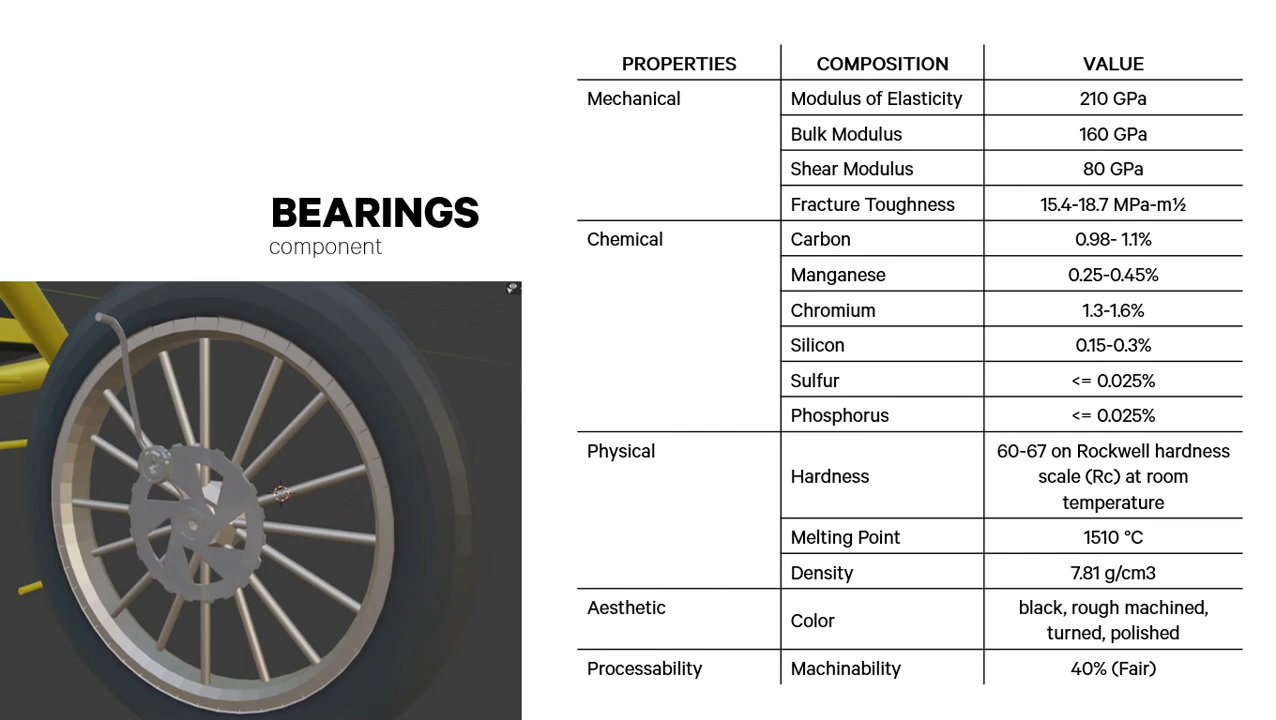 BEARINGS
component
PROPERTIES COMPOSITION VALUE
Mechanical Modulus of Elasticity 210 GPa
Bulk Modulus 160 GPa
Shear Modulus 80 GPa
Fracture Toughness 15.4-18.7 MPa-m½
Chemical Carbon 0.98- 1.1%
Manganese 0.25-0.45%
Chromium 1.3-1.6%
Silicon 0.15-0.3%
Sulfur <= 0.025%
Phosphorus <= 0.025%
Physical Hardness 60-67 on Rockwell hardness
scale (Rc) at room
temperature
Melting Point 1510 °C
Density 7.81 g/cm3
Aesthetic Color black, rough machined,
turned, polished
Processability Machinability 40% (Fair)